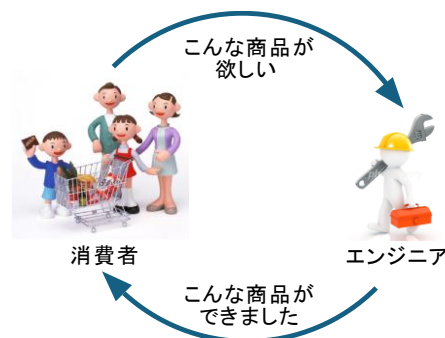 こんな商品が
欲しい
消費者
エンジニア
こんな商品が
できました